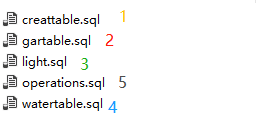 creattable.sql 1
gartable.sql 2
light.sql 3
operations.sql 5
watertable.sql 4